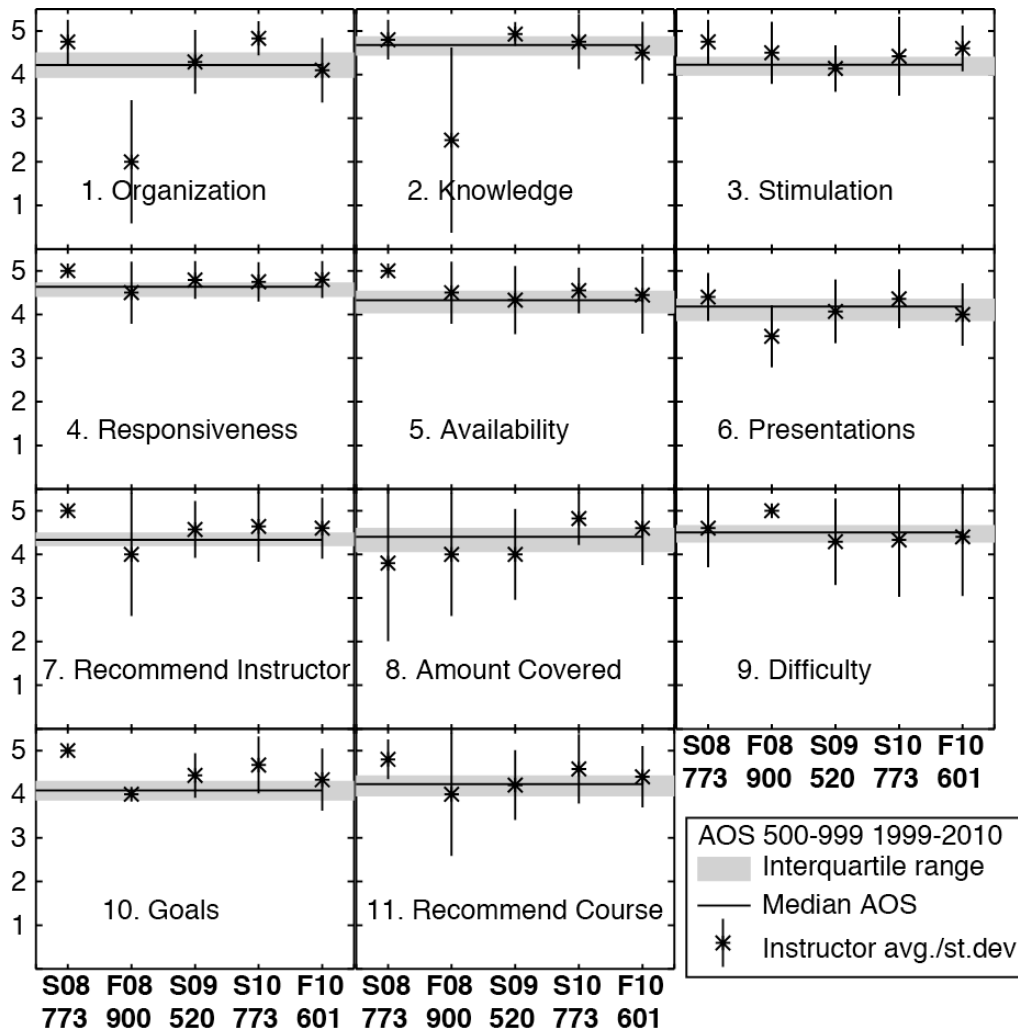 5
4
3
2
1
1. Organization
2. Knowledge
3. Stimulation
5
4
3
2
1
4. Responsiveness
5. Availability
6. Presentations
5
4
3
2
1
7. Recommend Instructor
8. Amount Covered
9. Difficulty
5
4
3
2
1
10. Goals
11. Recommend Course
S08 F08 S09 S10 F10
773 900 520 773 601
AOS 500-999 1999-2010
Interquartile range
Median AOS
Instructor avg./st.dev
S08 F08 S09 S10 F10
773 900 520 773 601
S08 F08 S09 S10 F10
773 900 520 773 601